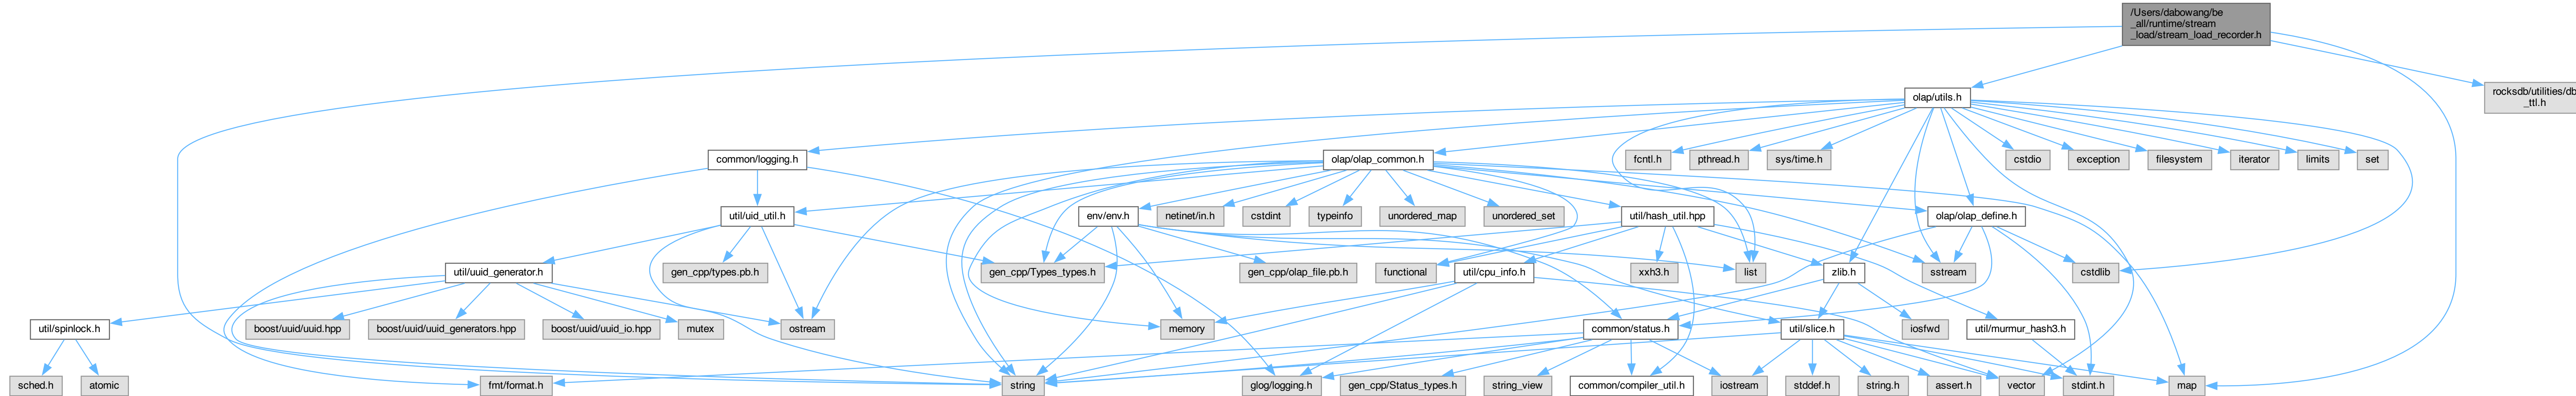 /Users/dabowang/be
_all/runtime/stream
_load/stream_load_recorder.h
olap/utils.h
rocksdb/utilities/db
_ttl.h
common/logging.h
olap/olap_common.h
fcntl.h
pthread.h
sys/time.h
cstdio
exception
filesystem
iterator
limits
set
util/uid_util.h
env/env.h
netinet/in.h
cstdint
typeinfo
unordered_map
unordered_set
util/hash_util.hpp
olap/olap_define.h
util/uuid_generator.h
gen_cpp/types.pb.h
gen_cpp/Types_types.h
gen_cpp/olap_file.pb.h
functional
util/cpu_info.h
xxh3.h
list
zlib.h
sstream
cstdlib
util/spinlock.h
boost/uuid/uuid.hpp
boost/uuid/uuid_generators.hpp
boost/uuid/uuid_io.hpp
mutex
ostream
memory
common/status.h
util/slice.h
iosfwd
util/murmur_hash3.h
sched.h
atomic
fmt/format.h
string
glog/logging.h
gen_cpp/Status_types.h
string_view
common/compiler_util.h
iostream
stddef.h
string.h
assert.h
vector
stdint.h
map